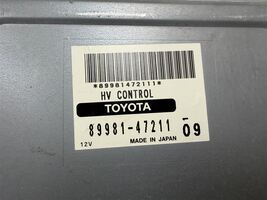 *89981472111*
HV CONTROL
TOYOTA
89981-47211-09
12V MADE IN JAPAN